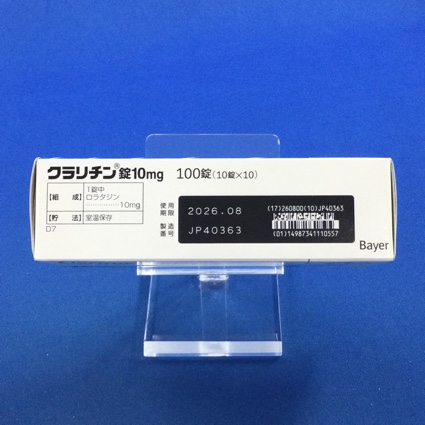 クラリチン®錠10mg 100錠(10錠×10)
【組 成】 1錠中
ロラタジン
…………10mg
【貯 法】 室温保存
D7
使用
期限 2026.08
製造
番号 JP40363
(17)260800(10)JP40363
(01)14987341110557
Bayer